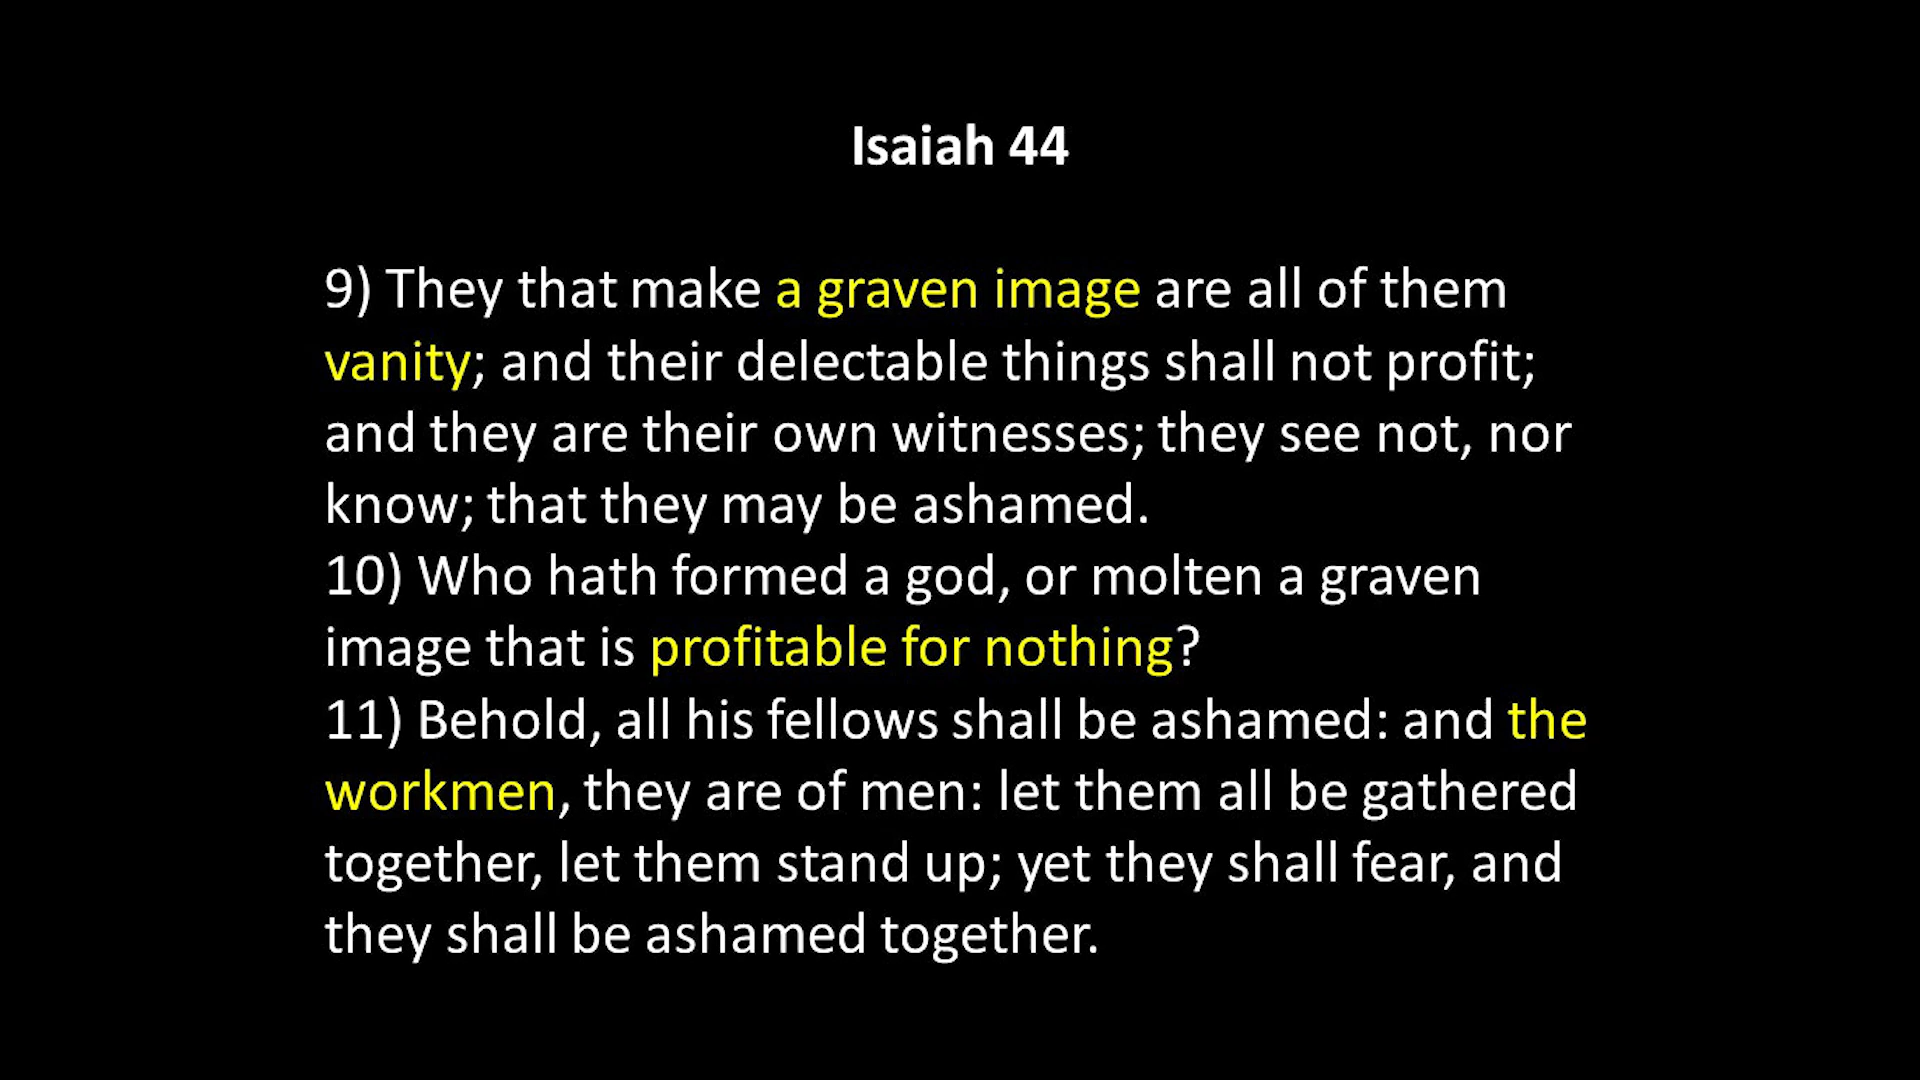 Isaiah 44
9) They that make a graven image are all of them
vanity; and their delectable things shall not profit;
and they are their own witnesses; they see not, nor
know; that they may be ashamed.
10) Who hath formed a god, or molten a graven
image that is profitable for nothing?
11) Behold, all his fellows shall be ashamed: and the
workmen, they are of men: let them all be gathered
together, let them stand up; yet they shall fear, and
they shall be ashamed together.